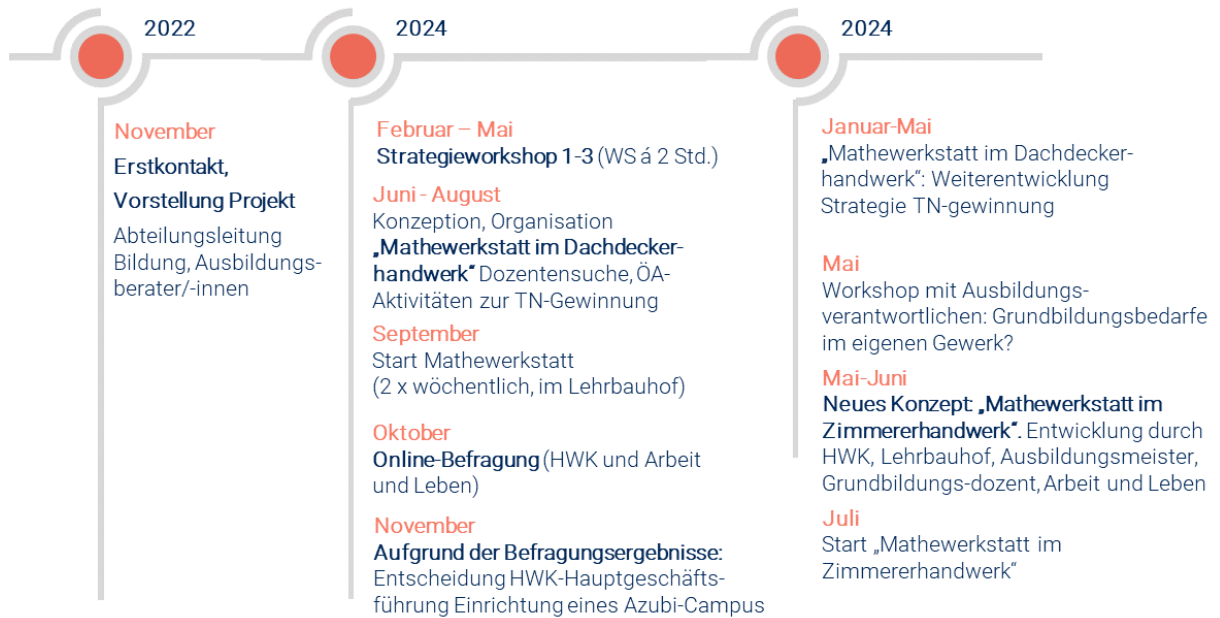 2022
November
Erstkontakt,
Vorstellung Projekt
Abteilungsleitung
Bildung, Ausbildungs-
berater/-innen
2024
Februar – Mai
Strategieworkshop 1-3 (WS á 2 Std.)
Juni - August
Konzeption, Organisation
„Mathewerkstatt im Dachdecker-
handwerk“ Dozentensuche, ÖA-
Aktivitäten zur TN-Gewinnung
September
Start Mathewerkstatt
(2 x wöchentlich, im Lehrbauhof)
Oktober
Online-Befragung (HWK und Arbeit
und Leben)
November
Aufgrund der Befragungsergebnisse:
Entscheidung HWK-Hauptgeschäfts-
führung Einrichtung eines Azubi-Campus
2024
Januar-Mai
„Mathewerkstatt im Dachdecker-
handwerk“: Weiterentwicklung
Strategie TN-gewinnung
Mai
Workshop mit Ausbildungs-
verantwortlichen: Grundbildungsbedarfe
im eigenen Gewerk?
Mai-Juni
Neues Konzept: „Mathewerkstatt im
Zimmererhandwerk“. Entwicklung durch
HWK, Lehrbauhof, Ausbildungsmeister,
Grundbildungs-dozent, Arbeit und Leben
Juli
Start „Mathewerkstatt im
Zimmererhandwerk“